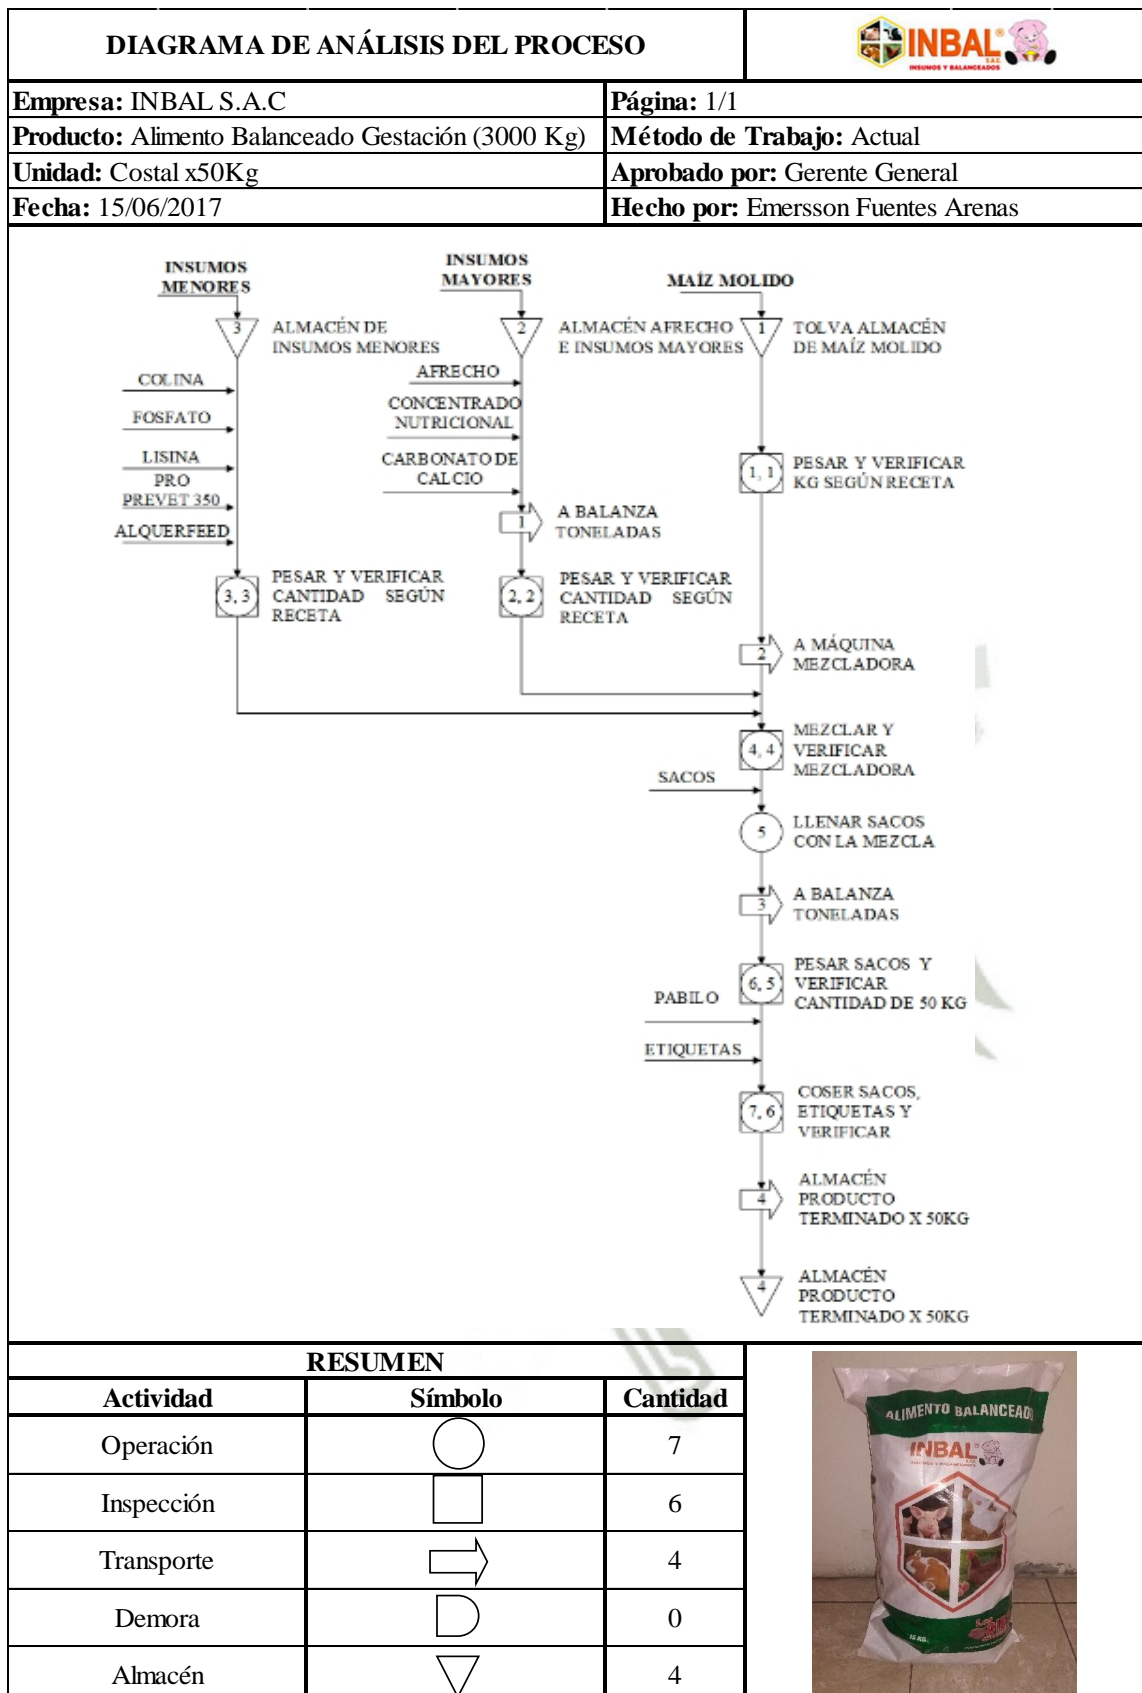 DIAGRAMA DE ANÁLISIS DEL PROCESO
INBAL
INSUMOS Y BALANCEADOS
Empresa: INBAL S.A.C
Página: 1/1
Producto: Alimento Balanceado Gestación (3000 Kg)
Método de Trabajo: Actual
Unidad: Costal x50Kg
Aprobado por: Gerente General
Fecha: 15/06/2017
Hecho por: Emersson Fuentes Arenas
INSUMOS
MENORES
3
ALMACÉN DE
INSUMOS MENORES
COLINA
FOSFATO
LISINA
PRO
PREVET 350
ALQUERFEED
3, 3
PESAR Y VERIFICAR
CANTIDAD SEGÚN
RECETA
INSUMOS
MAYORES
2
ALMACÉN AFRECHO
E INSUMOS MAYORES
AFRECHO
CONCENTRADO
NUTRICIONAL
CARBONATO DE
CALCIO
1
A BALANZA
TONELADAS
2, 2
PESAR Y VERIFICAR
CANTIDAD SEGÚN
RECETA
MAÍZ MOLIDO
1
TOLVA ALMACÉN
DE MAÍZ MOLIDO
1, 1
PESAR Y VERIFICAR
KG SEGÚN RECETA
2
A MÁQUINA
MEZCLADORA
4, 4
MEZCLAR Y
VERIFICAR
MEZCLADORA
SACOS
5
LLENAR SACOS
CON LA MEZCLA
3
A BALANZA
TONELADAS
6, 5
PESAR SACOS Y
VERIFICAR
CANTIDAD DE 50 KG
PABILO
ETIQUETAS
7, 6
COSER SACOS,
ETIQUETAS Y
VERIFICAR
4
ALMACÉN
PRODUCTO
TERMINADO X 50KG
4
ALMACÉN
PRODUCTO
TERMINADO X 50KG
RESUMEN
Actividad Símbolo Cantidad
Operación 7
Inspección 6
Transporte 4
Demora 0
Almacén 4
ALIMENTO BALANCEADO
INBAL